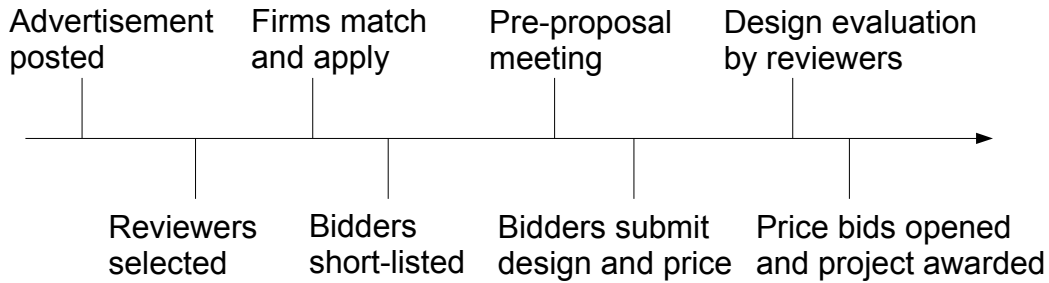 Advertisement
posted
Firms match
and apply
Pre-proposal
meeting
Design evaluation
by reviewers
Reviewers
selected
Bidders
short-listed
Bidders submit
design and price
Price bids opened
and project awarded